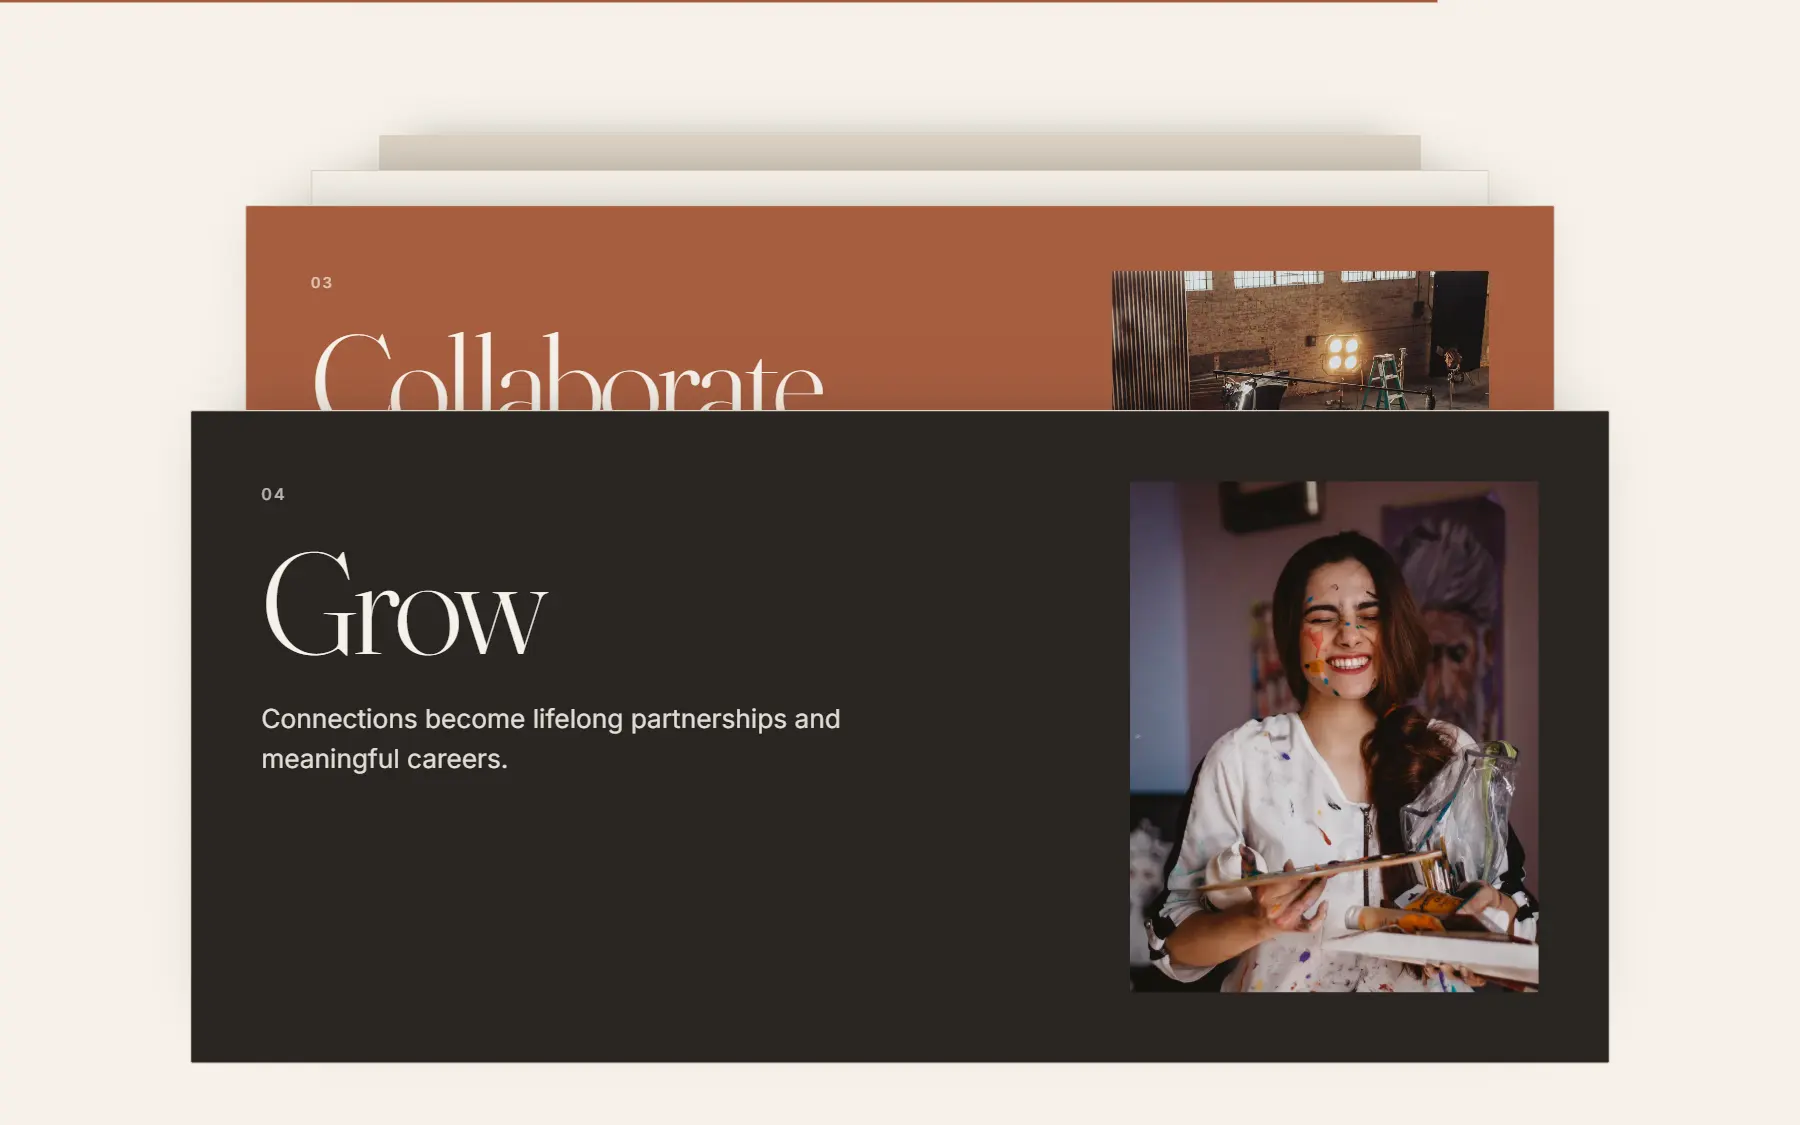 03
Collaborate
04
Grow
Connections become lifelong partnerships and
meaningful careers.